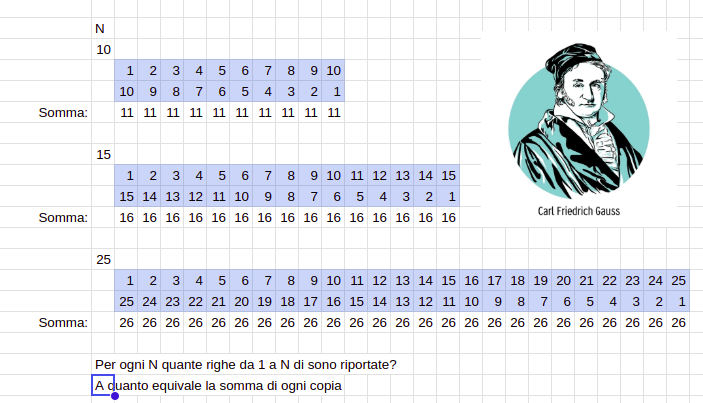 N
10
1 2 3 4 5 6 7 8 9 10
10 9 8 7 6 5 4 3 2 1
Somma: 11 11 11 11 11 11 11 11 11 11
15
1 2 3 4 5 6 7 8 9 10 11 12 13 14 15
15 14 13 12 11 10 9 8 7 6 5 4 3 2 1
Somma: 16 16 16 16 16 16 16 16 16 16 16 16 16 16 16
Carl Friedrich Gauss
25
1 2 3 4 5 6 7 8 9 10 11 12 13 14 15 16 17 18 19 20 21 22 23 24 25
25 24 23 22 21 20 19 18 17 16 15 14 13 12 11 10 9 8 7 6 5 4 3 2 1
Somma: 26 26 26 26 26 26 26 26 26 26 26 26 26 26 26 26 26 26 26 26 26 26 26 26 26
Per ogni N quante righe da 1 a N di sono riportate?
A quanto equivale la somma di ogni copia